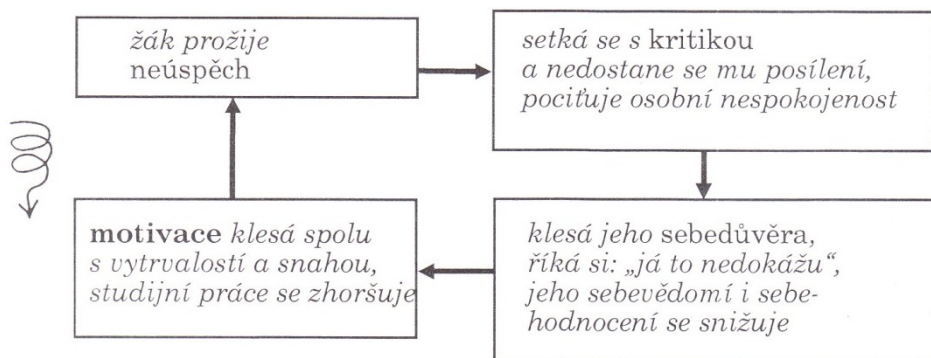 žák prožije
neúspěch
setká se s kritikou
a nedostane se mu posílení,
pociťuje osobní nespokojenost
klesá jeho sebedůvěra,
říká si: „já to nedokážu“,
jeho sebevědomí i sebe-
hodnocení se snižuje
motivace klesá spolu
s vytrvalostí a snahou,
studijní práce se zhoršuje